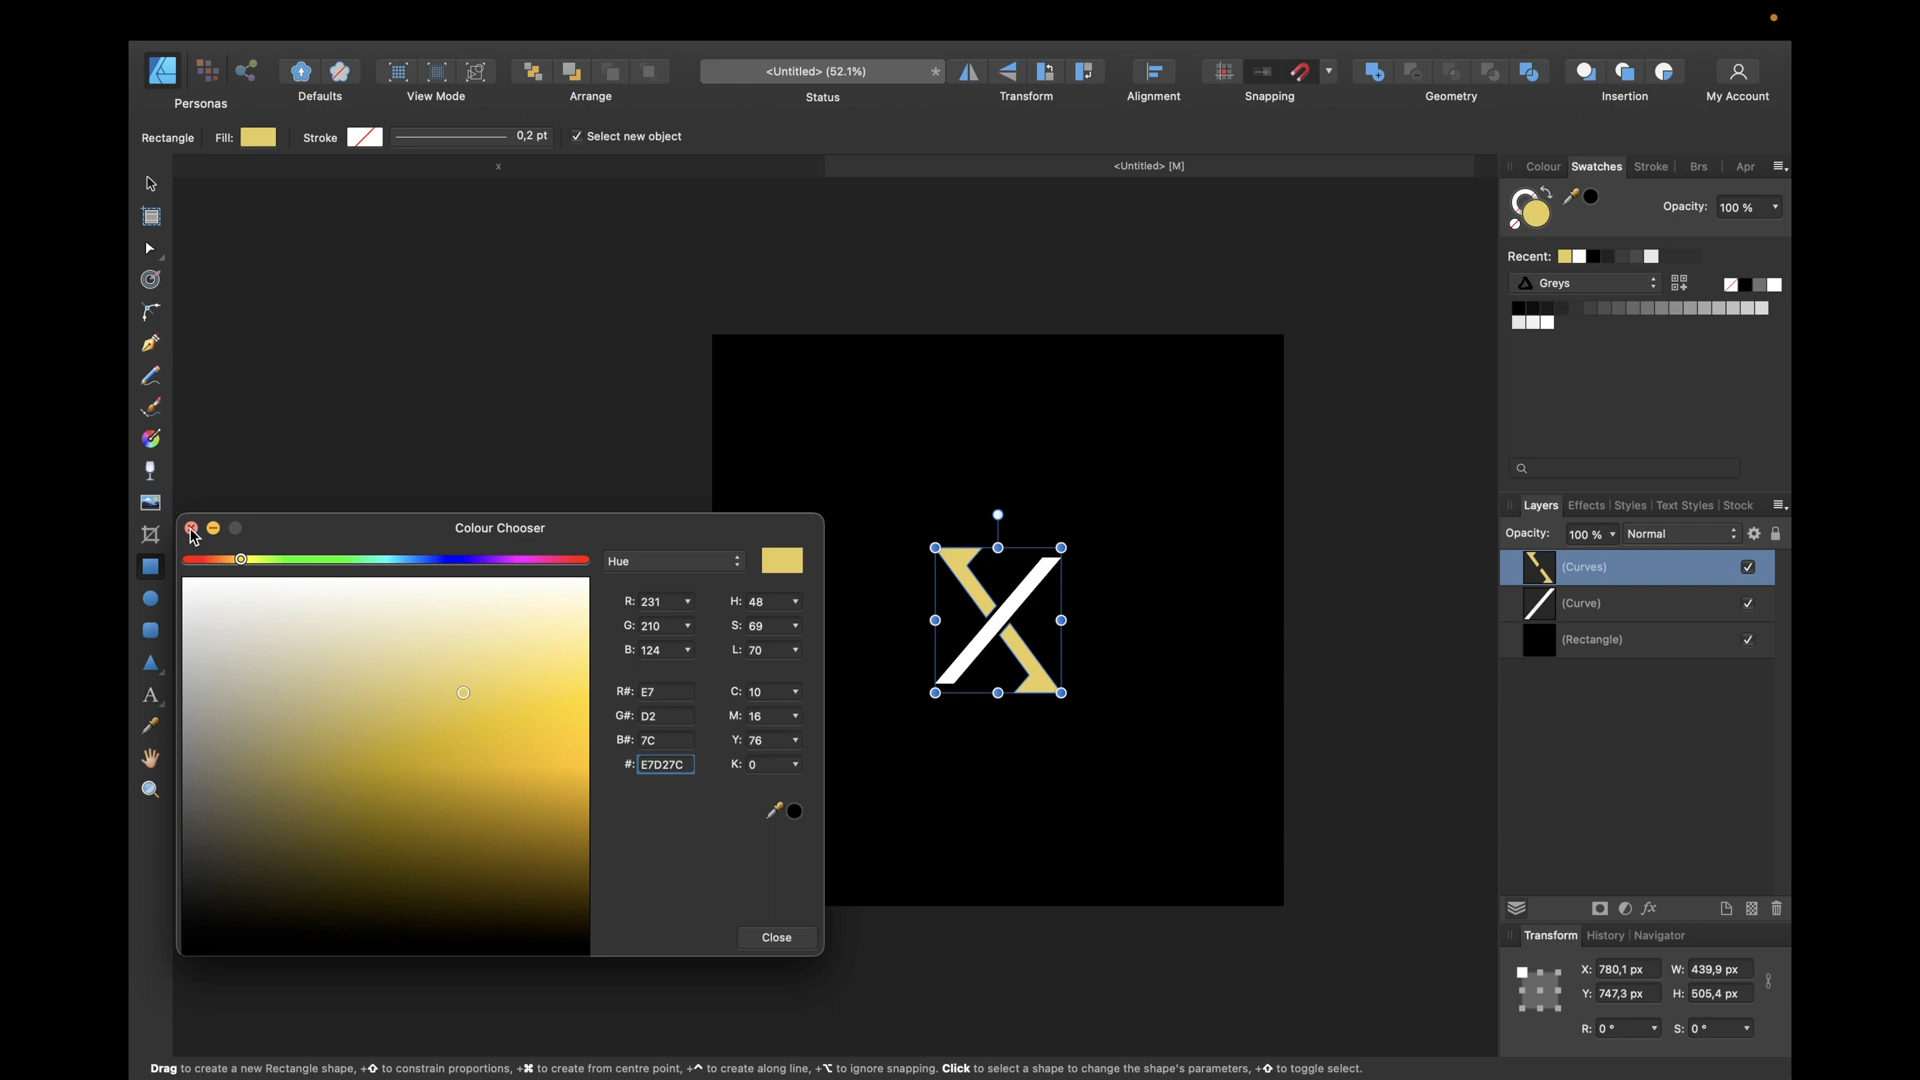 <Untitled> (52.1%)
*
Personas
Defaults
View Mode
Arrange
Status
Transform
Alignment
Snapping
Geometry
Insertion
My Account
Rectangle
Fill:
Stroke
0,2 pt
Select new object
x
<Untitled> [M]
Colour
Swatches
Stroke
Brs
Apr
Opacity:
100 %
Recent:
Greys
Layers
Effects
Styles
Text Styles
Stock
Opacity:
100 %
Normal
(Curves)
(Curve)
(Rectangle)
Colour Chooser
Hue
R: 231
H: 48
G: 210
S: 69
B: 124
L: 70
R#: E7
C: 10
G#: D2
M: 16
B#: 7C
Y: 76
#: E7D27C
K: 0
Close
Transform
History
Navigator
X: 780,1 px
W: 439,9 px
Y: 747,3 px
H: 505,4 px
R: 0 °
S: 0 °
Drag to create a new Rectangle shape, +⇧ to constrain proportions, +⌘ to create from centre point, +⌃ to create along line, +⌥ to ignore snapping. Click to select a shape to change the shape's parameters, +⇧ to toggle select.